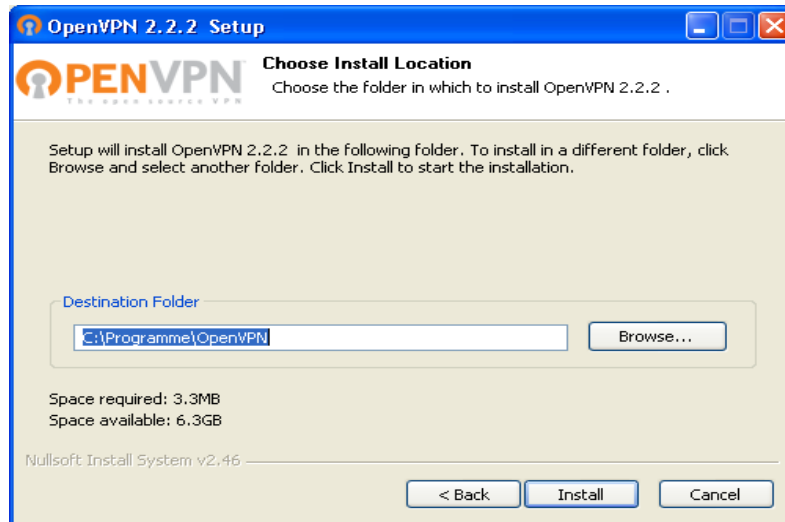 OpenVPN 2.2.2 Setup
OPENVPN
The open source VPN
Choose Install Location
Choose the folder in which to install OpenVPN 2.2.2 .
Setup will install OpenVPN 2.2.2 in the following folder. To install in a different folder, click
Browse and select another folder. Click Install to start the installation.
Destination Folder
C:\Programme\OpenVPN
Browse...
Space required: 3.3MB
Space available: 6.3GB
Nullsoft Install System v2.46
< Back
Install
Cancel